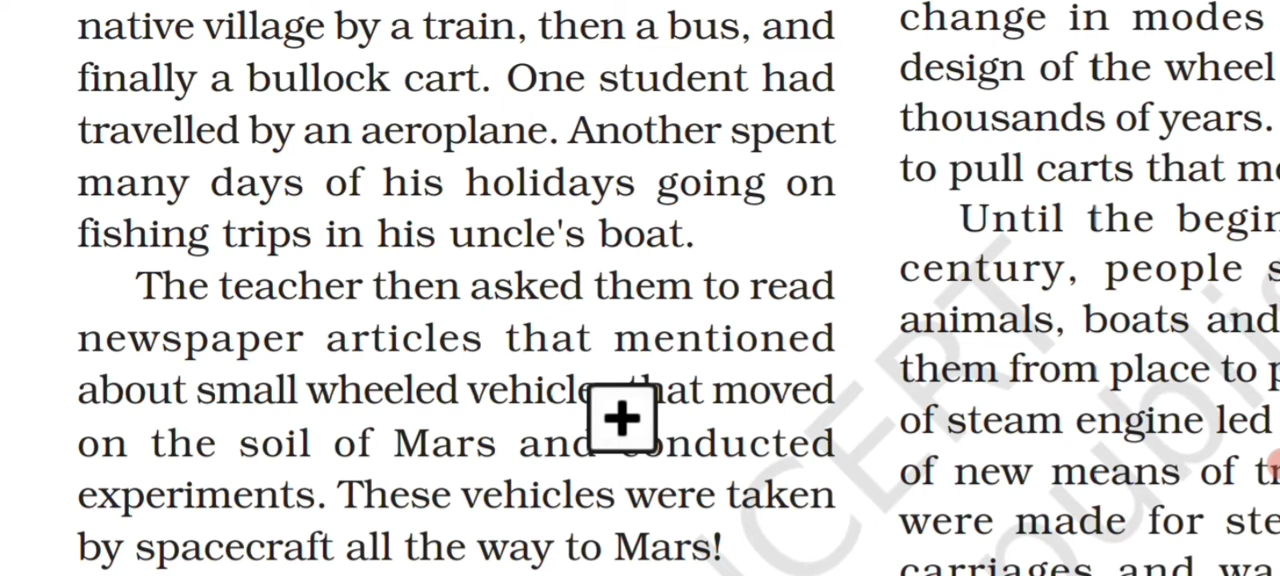 native village by a train, then a bus, and
finally a bullock cart. One student had
travelled by an aeroplane. Another spent
many days of his holidays going on
fishing trips in his uncle's boat.
The teacher then asked them to read
newspaper articles that mentioned
about small wheeled vehicles that moved
on the soil of Mars and conducted
experiments. These vehicles were taken
by spacecraft all the way to Mars!
change in modes
design of the wheel
thousands of years.
to pull carts that
Until the
century, people
animals, boats and
them from place to
of steam engine led
of new means of
were made for
carriages and
NCERT